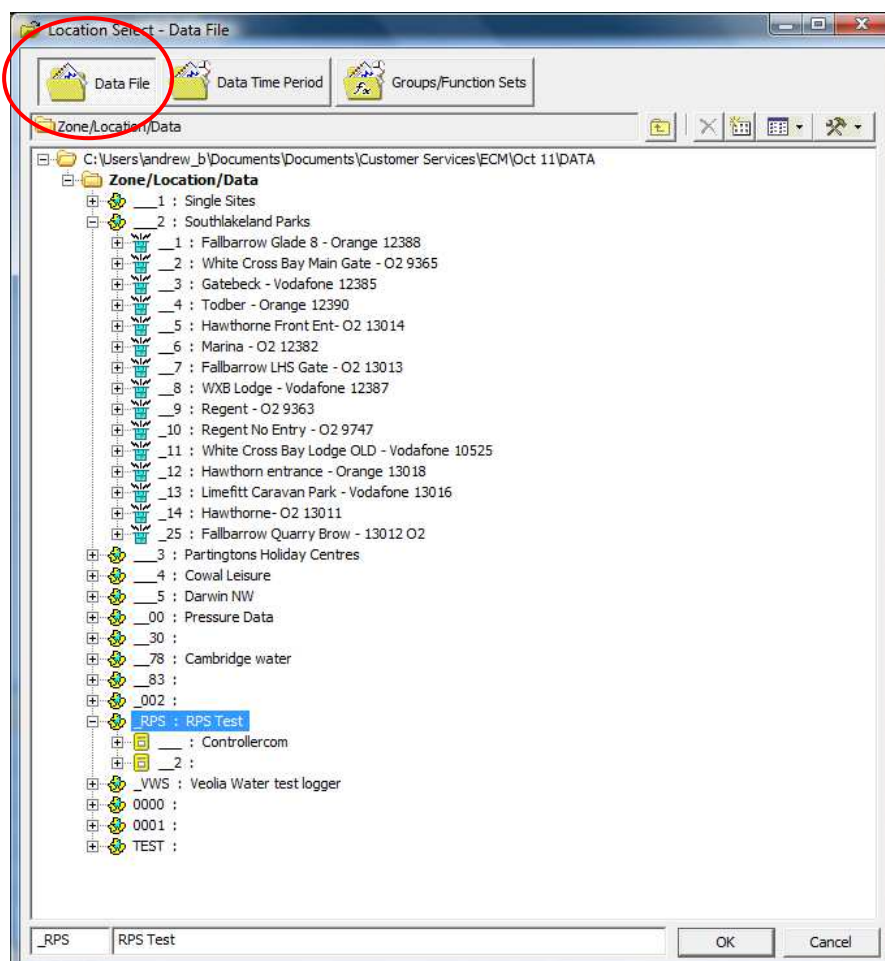 Location Select - Data File
Data File
Data Time Period
Groups/Function Sets
Zone/Location/Data
C:\Users\andrew_b\Documents\Documents\Customer Services\ECM\Oct 11\DATA
Zone/Location/Data
___1 : Single Sites
___2 : Southlakeland Parks
__1 : Fallbarrow Glade 8 - Orange 12388
__2 : White Cross Bay Main Gate - O2 9365
__3 : Gatebeck - Vodafone 12385
__4 : Todber - Orange 12390
__5 : Hawthorne Front Ent- O2 13014
__6 : Marina - O2 12382
__7 : Fallbarrow LHS Gate - O2 13013
__8 : WXB Lodge - Vodafone 12387
__9 : Regent - O2 9363
_10 : Regent No Entry - O2 9747
_11 : White Cross Bay Lodge OLD - Vodafone 10525
_12 : Hawthorn entrance - Orange 13018
_13 : Limefitt Caravan Park - Vodafone 13016
_14 : Hawthorne- O2 13011
_25 : Fallbarrow Quarry Brow - 13012 O2
___3 : Partingtons Holiday Centres
___4 : Cowal Leisure
___5 : Darwin NW
__00 : Pressure Data
__30 :
__78 : Cambridge water
__83 :
_002 :
_RPS : RPS Test
___ : Controllercom
__2 :
_VWS : Veolia Water test logger
0000 :
0001 :
TEST :
_RPS RPS Test OK Cancel